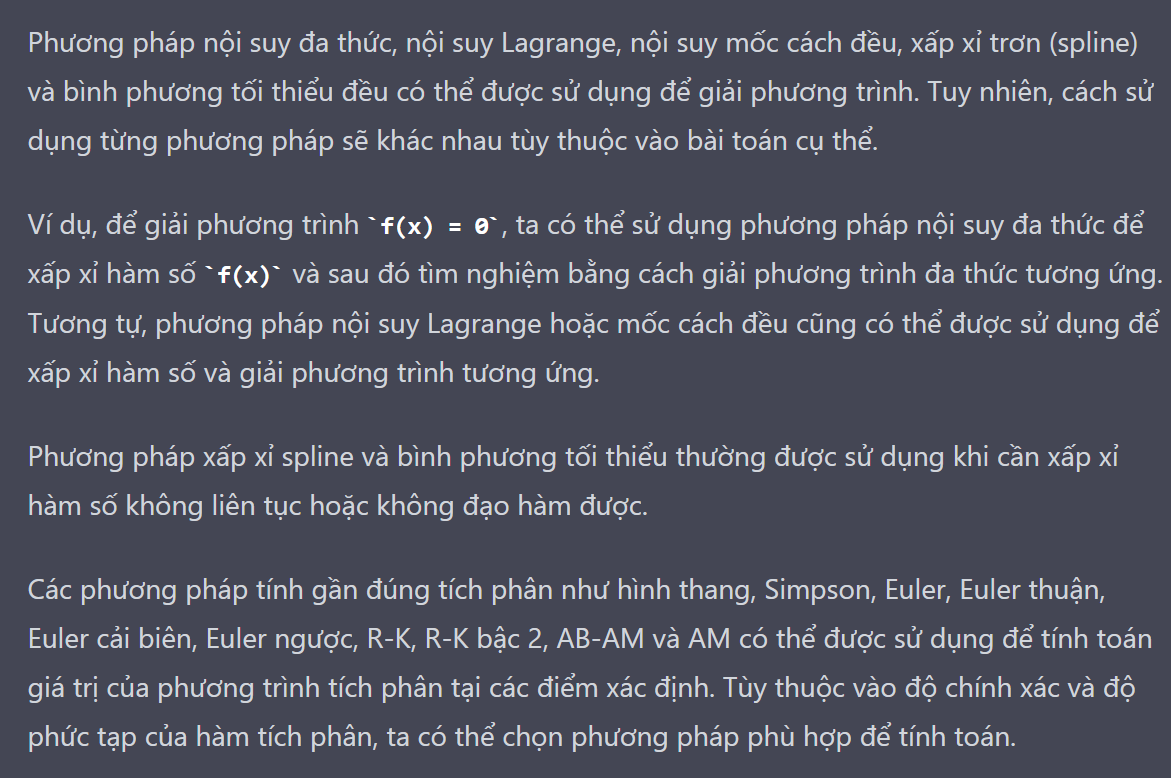 Phương pháp nội suy đa thức, nội suy Lagrange, nội suy mốc cách đều, xấp xỉ trơn (spline)
và bình phương tối thiểu đều có thể được sử dụng để giải phương trình. Tuy nhiên, cách sử
dụng từng phương pháp sẽ khác nhau tùy thuộc vào bài toán cụ thể.
Ví dụ, để giải phương trình `f(x) = 0`, ta có thể sử dụng phương pháp nội suy đa thức để
xấp xỉ hàm số `f(x)` và sau đó tìm nghiệm bằng cách giải phương trình đa thức tương ứng.
Tương tự, phương pháp nội suy Lagrange hoặc mốc cách đều cũng có thể được sử dụng để
xấp xỉ hàm số và giải phương trình tương ứng.
Phương pháp xấp xỉ spline và bình phương tối thiểu thường được sử dụng khi cần xấp xỉ
hàm số không liên tục hoặc không đạo hàm được.
Các phương pháp tính gần đúng tích phân như hình thang, Simpson, Euler, Euler thuận,
Euler cải biên, Euler ngược, R-K, R-K bậc 2, AB-AM và AM có thể được sử dụng để tính toán
giá trị của phương trình tích phân tại các điểm xác định. Tùy thuộc vào độ chính xác và độ
phức tạp của hàm tích phân, ta có thể chọn phương pháp phù hợp để tính toán.